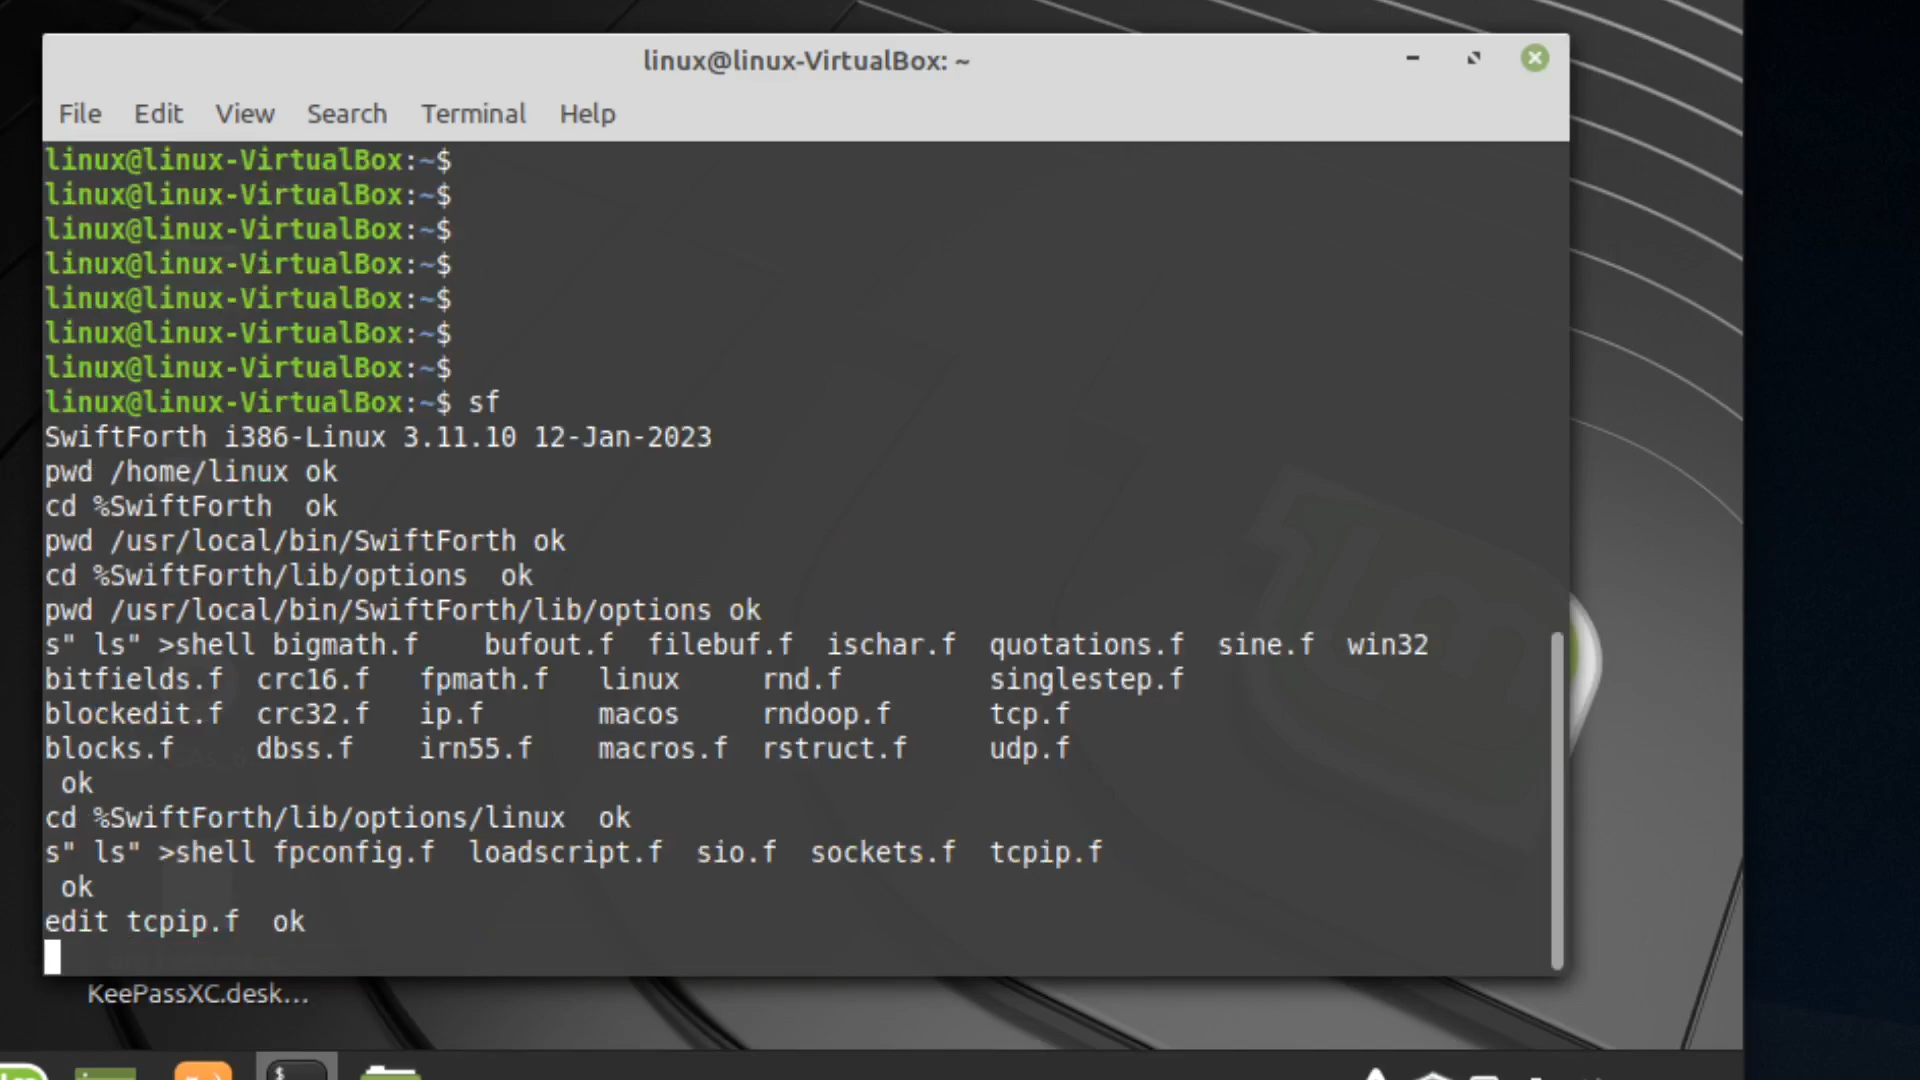 linux@linux-VirtualBox: ~
File Edit View Search Terminal Help
linux@linux-VirtualBox:~$
linux@linux-VirtualBox:~$
linux@linux-VirtualBox:~$
linux@linux-VirtualBox:~$
linux@linux-VirtualBox:~$
linux@linux-VirtualBox:~$
linux@linux-VirtualBox:~$
linux@linux-VirtualBox:~$ sf
SwiftForth i386-Linux 3.11.10 12-Jan-2023
pwd /home/linux ok
cd %SwiftForth  ok
pwd /usr/local/bin/SwiftForth ok
cd %SwiftForth/lib/options  ok
pwd /usr/local/bin/SwiftForth/lib/options ok
s" ls" >shell bigmath.f    bufout.f  filebuf.f  ischar.f  quotations.f  sine.f  win32
bitfields.f  crc16.f   fpmath.f   linux     rnd.f         singlestep.f
blockedit.f  crc32.f   ip.f       macos     rndoop.f      tcp.f
blocks.f     dbss.f    irn55.f    macros.f  rstruct.f     udp.f
 ok
cd %SwiftForth/lib/options/linux  ok
s" ls" >shell fpconfig.f  loadscript.f  sio.f  sockets.f  tcpip.f
 ok
edit tcpip.f  ok
KeePassXC.desk...